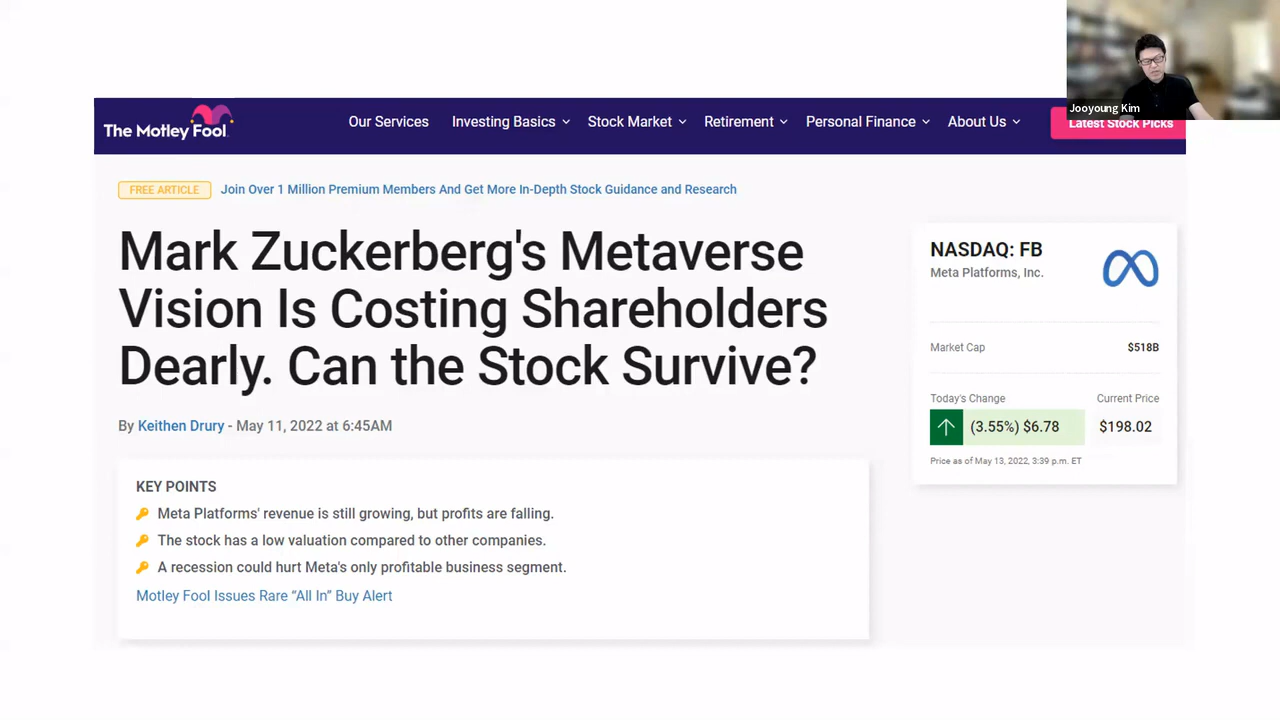 Jooyoung Kim
The Motley Fool
Our Services Investing Basics Stock Market Retirement Personal Finance About Us Latest Stock Picks
FREE ARTICLE Join Over 1 Million Premium Members And Get More In-Depth Stock Guidance and Research
Mark Zuckerberg's Metaverse
Vision Is Costing Shareholders
Dearly. Can the Stock Survive?
By Keithen Drury - May 11, 2022 at 6:45AM
KEY POINTS
Meta Platforms' revenue is still growing, but profits are falling.
The stock has a low valuation compared to other companies.
A recession could hurt Meta's only profitable business segment.
Motley Fool Issues Rare “All In” Buy Alert
NASDAQ: FB
Meta Platforms, Inc.
Market Cap $518B
Today's Change Current Price
(3.55%) $6.78 $198.02
Price as of May 13, 2022, 3:39 p.m. ET